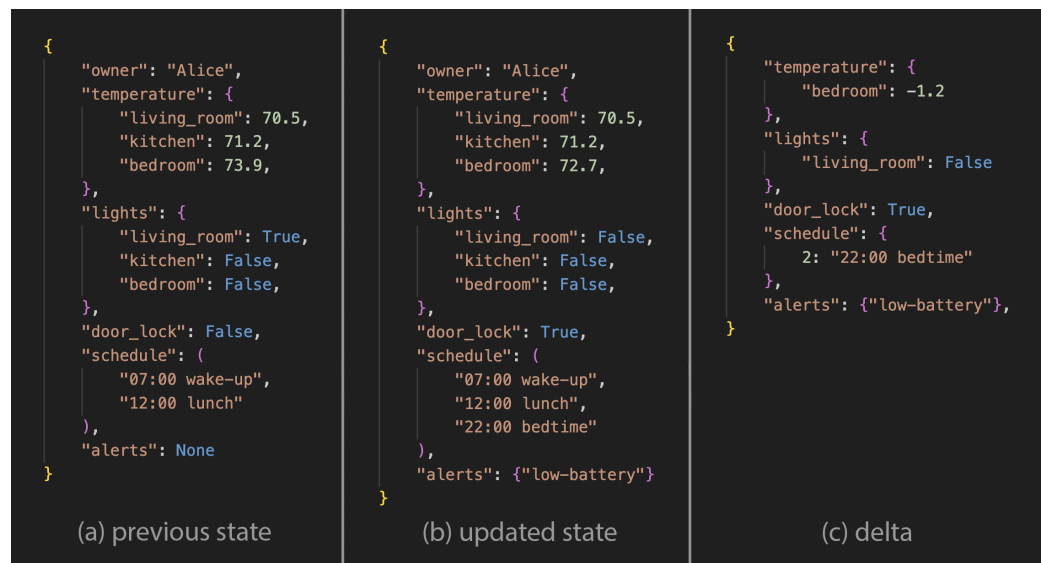 {
    "owner": "Alice",
    "temperature": {
        "living_room": 70.5,
        "kitchen": 71.2,
        "bedroom": 73.9,
    },
    "lights": {
        "living_room": True,
        "kitchen": False,
        "bedroom": False,
    },
    "door_lock": False,
    "schedule": (
        "07:00 wake-up",
        "12:00 lunch"
    ),
    "alerts": None
}
(a) previous state
{
    "owner": "Alice",
    "temperature": {
        "living_room": 70.5,
        "kitchen": 71.2,
        "bedroom": 72.7,
    },
    "lights": {
        "living_room": False,
        "kitchen": False,
        "bedroom": False,
    },
    "door_lock": True,
    "schedule": (
        "07:00 wake-up",
        "12:00 lunch",
        "22:00 bedtime"
    ),
    "alerts": {"low-battery"}
}
(b) updated state
{
    "temperature": {
        "bedroom": -1.2
    },
    "lights": {
        "living_room": False
    },
    "door_lock": True,
    "schedule": {
        2: "22:00 bedtime"
    },
    "alerts": {"low-battery"},
}
(c) delta